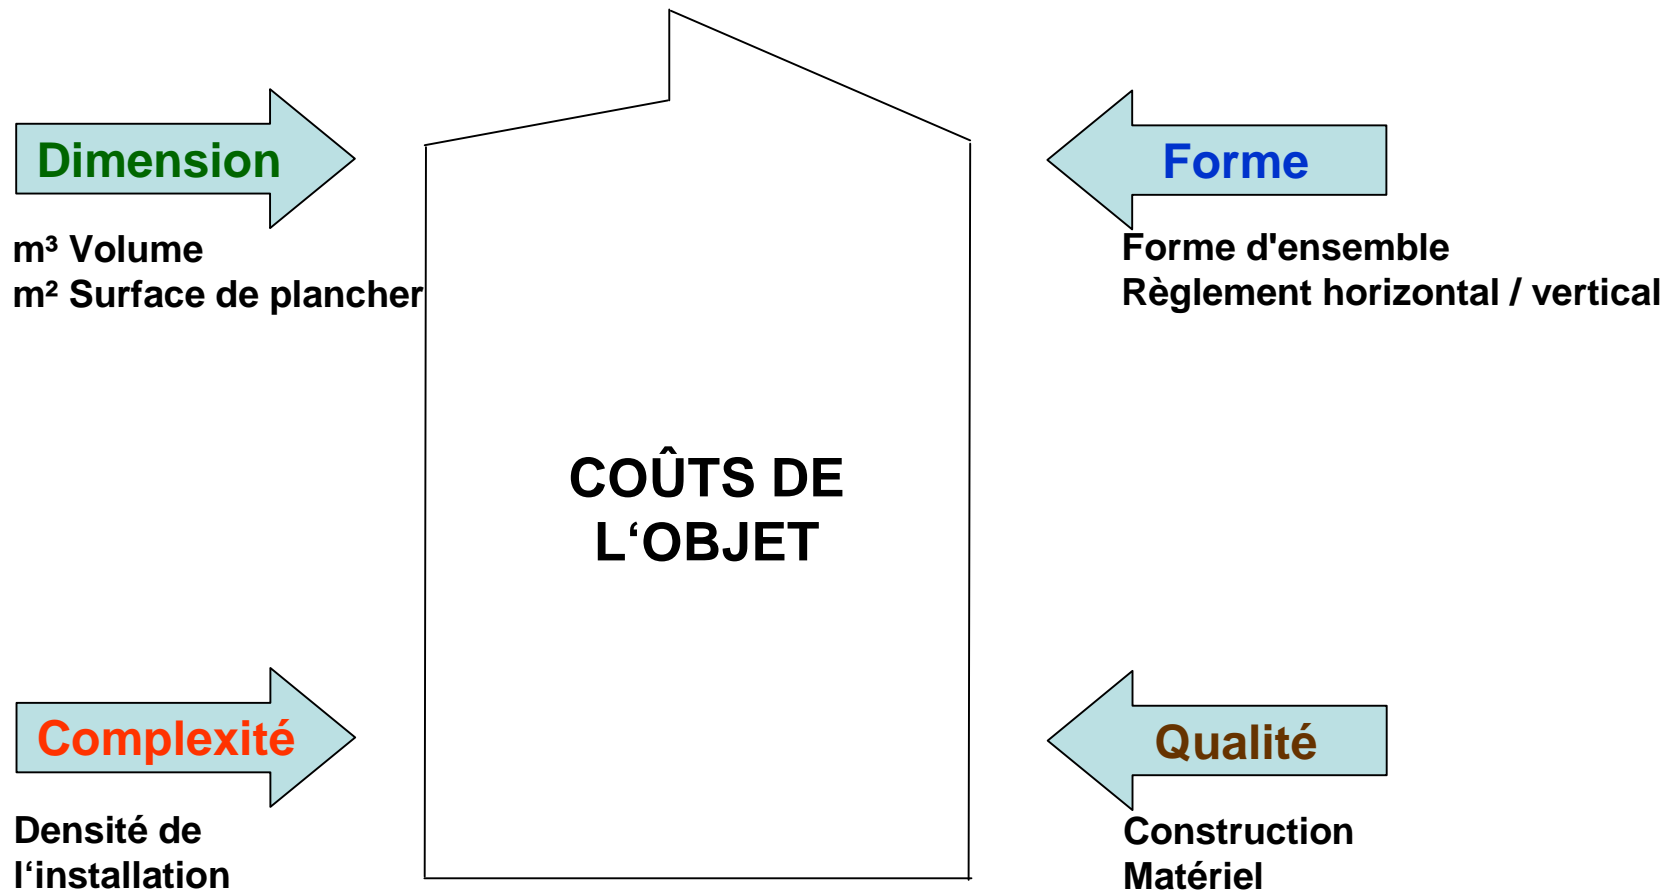 Dimension
m³ Volume
m² Surface de plancher
Forme
Forme d'ensemble
Règlement horizontal / vertical
COÛTS DE
L‘OBJET
Complexité
Densité de
l‘installation
Qualité
Construction
Matériel